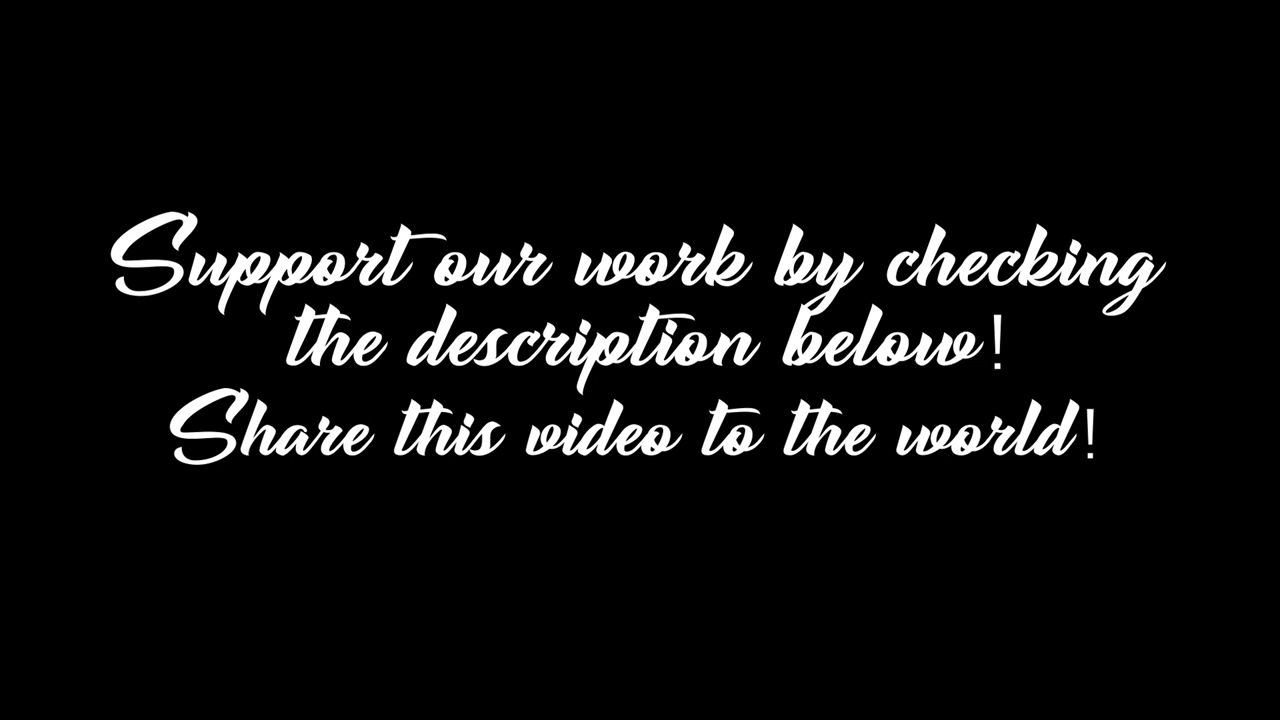 Support our work by checking
the description below!
Share this video to the world!